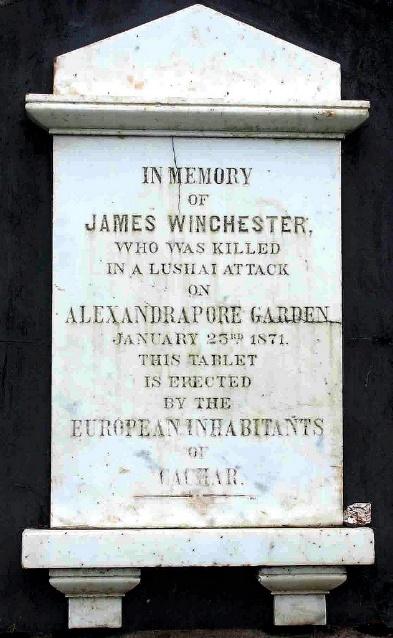 IN MEMORY
OF
JAMES WINCHESTER,
WHO WAS KILLED
IN A LUSHAI ATTACK
ON
ALEXANDRAPORE GARDEN
JANUARY 23RD 1871.
THIS TABLET
IS ERECTED
BY THE
EUROPEAN INHABITANTS
OF
CACHAR.